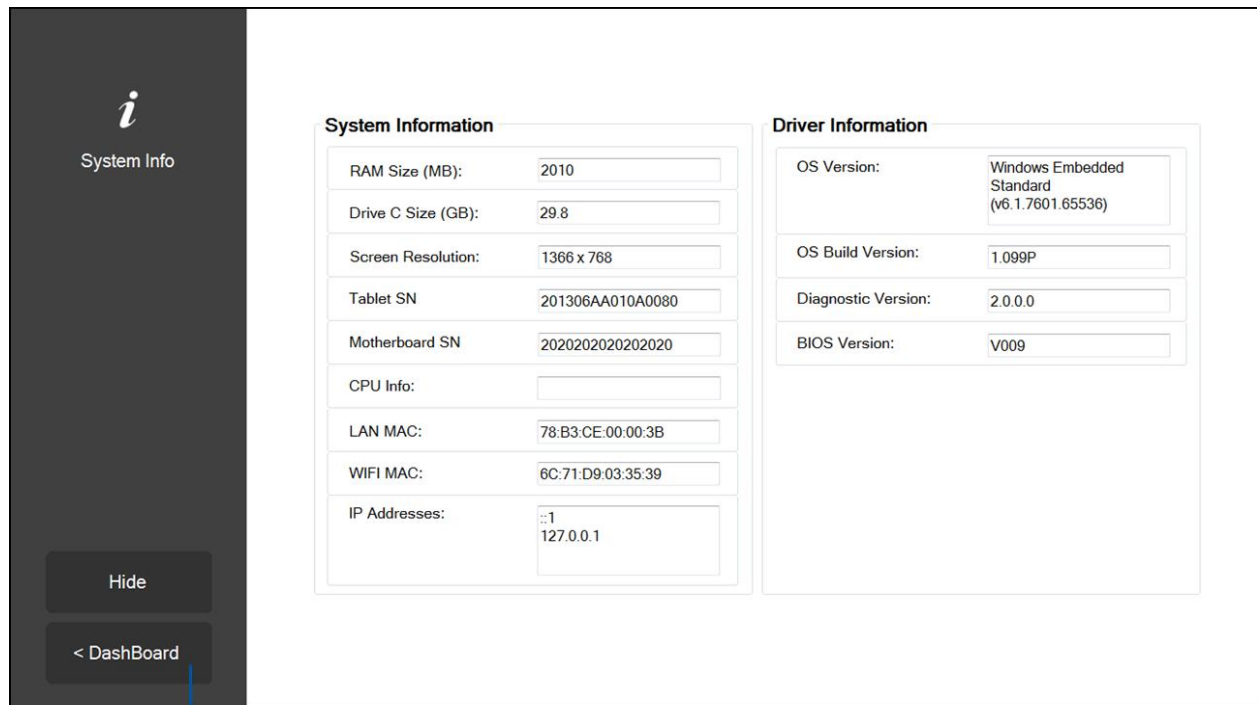 i
System Info
Hide
< DashBoard
System Information
RAM Size (MB): 2010
Drive C Size (GB): 29.8
Screen Resolution: 1366 x 768
Tablet SN 201306AA010A0080
Motherboard SN 2020202020202020
CPU Info:
LAN MAC: 78:B3:CE:00:00:3B
WIFI MAC: 6C:71:D9:03:35:39
IP Addresses: ::1
127.0.0.1
Driver Information
OS Version: Windows Embedded
Standard
(v6.1.7601.65536)
OS Build Version: 1.099P
Diagnostic Version: 2.0.0.0
BIOS Version: V009